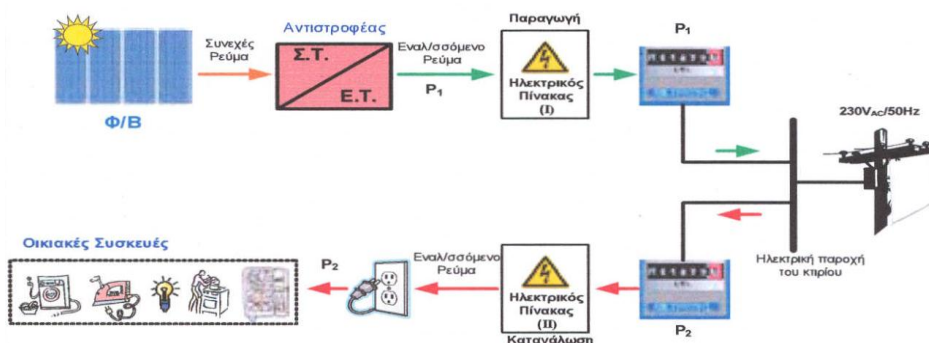 Φ/Β
Συνεχές
Ρεύμα
Αντιστροφέας
Σ.Τ.
Ε.Τ.
Εναλ/σσόμενο
Ρεύμα
P1
Παραγωγή
Ηλεκτρικός
Πίνακας
(I)
P1
230VAC/50Hz
Ηλεκτρική παροχή
του κτιρίου
Οικιακές Συσκευές
P2
Εναλ/σσόμενο
Ρεύμα
Ηλεκτρικός
Πίνακας
(II)
Κατανάλωση
P2